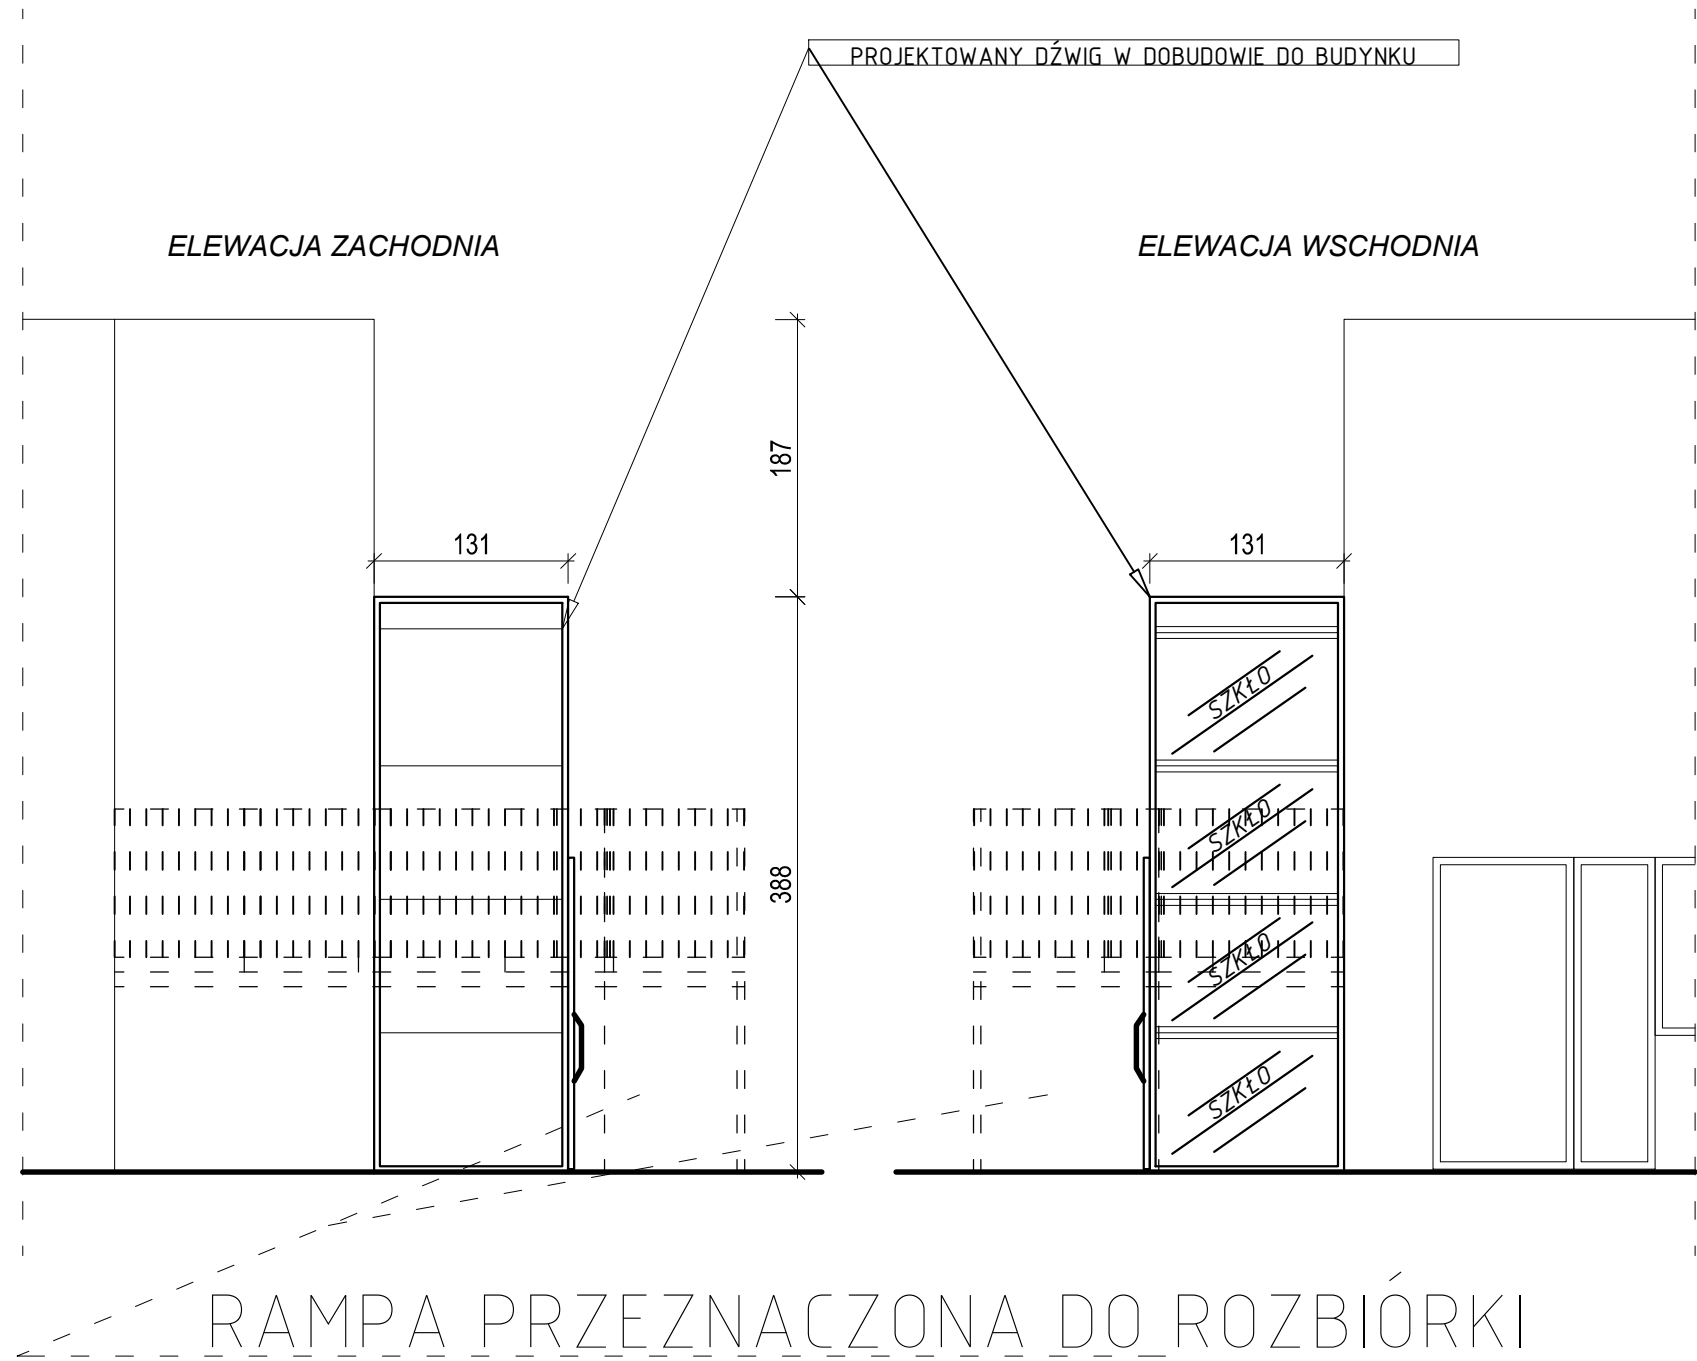 PROJEKTOWANY DŹWIG W DOBUDOWIE DO BUDYNKU
ELEWACJA ZACHODNIA
ELEWACJA WSCHODNIA
187
131
131
388
SZKŁO
SZKŁO
SZKŁO
SZKŁO
RAMPA PRZEZNACZONA DO ROZBIÓRKI